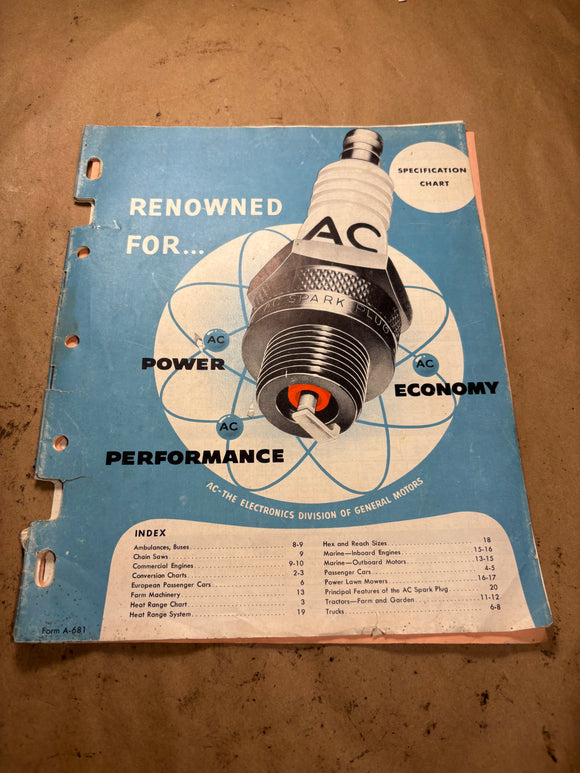 SPECIFICATION
CHART
RENOWNED
FOR...
AC
AC SPARK PLUG
AC
POWER
AC
ECONOMY
AC
PERFORMANCE
AC-THE ELECTRONICS DIVISION OF GENERAL MOTORS
INDEX
Ambulances, Buses 8-9
Chain Saws 9
Commercial Engines 9-10
Conversion Charts 2-3
European Passenger Cars 6
Farm Machinery 13
Heat Range Chart 3
Heat Range System 19
Hex and Reach Sizes 18
Marine—Inboard Engines 15-16
Marine—Outboard Motors 13-15
Passenger Cars 4-5
Power Lawn Mowers 16-17
Principal Features of the AC Spark Plug 20
Tractors—Farm and Garden 11-12
Trucks 6-8
Form A-681